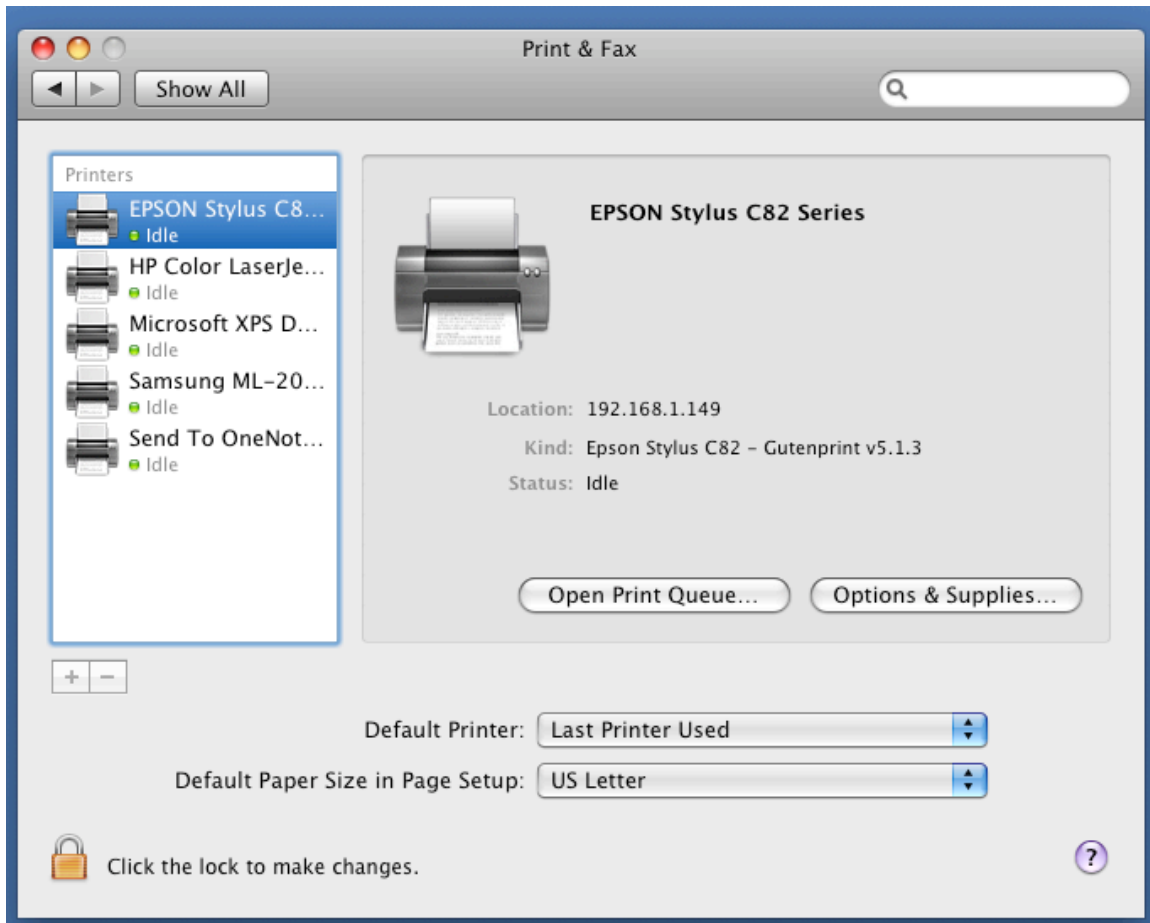 Print & Fax
Show All
Printers
EPSON Stylus C8...
Idle
HP Color LaserJe...
Idle
Microsoft XPS D...
Idle
Samsung ML-20...
Idle
Send To OneNot...
Idle
EPSON Stylus C82 Series
Location: 192.168.1.149
Kind: Epson Stylus C82 – Gutenprint v5.1.3
Status: Idle
Open Print Queue...
Options & Supplies...
+ −
Default Printer: Last Printer Used
Default Paper Size in Page Setup: US Letter
Click the lock to make changes.
?